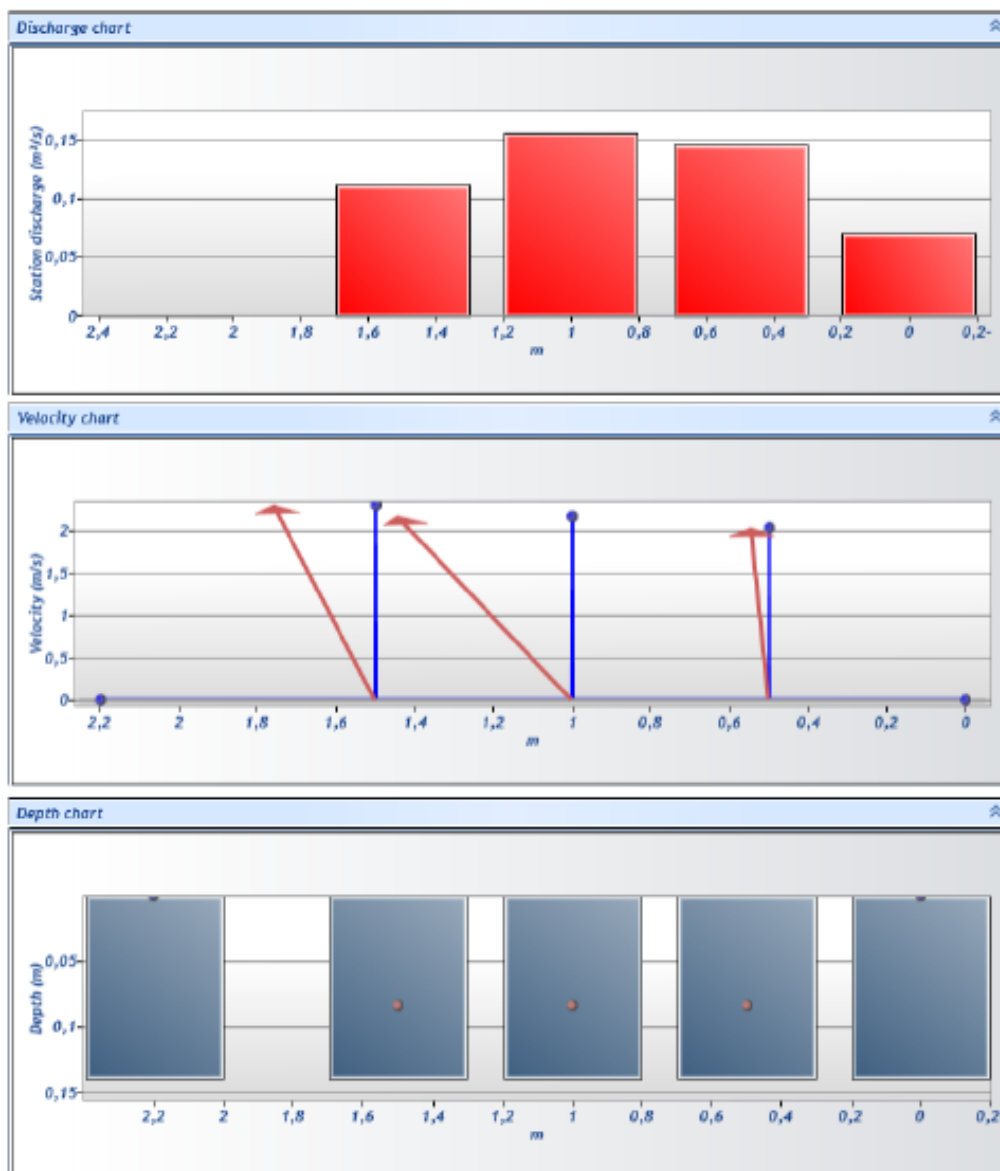 Discharge chart
Station discharge (m³/s)
0,15
0,1
0,05
0
2,4 2,2 2 1,8 1,6 1,4 1,2 1 0,8 0,6 0,4 0,2 0 0,2-
m
Velocity chart
Velocity (m/s)
2
1,5
1
0,5
0
2,2 2 1,8 1,6 1,4 1,2 1 0,8 0,6 0,4 0,2 0
m
Depth chart
Depth (m)
0,05
0,1
0,15
2,2 2 1,8 1,6 1,4 1,2 1 0,8 0,6 0,4 0,2 0 0,2
m